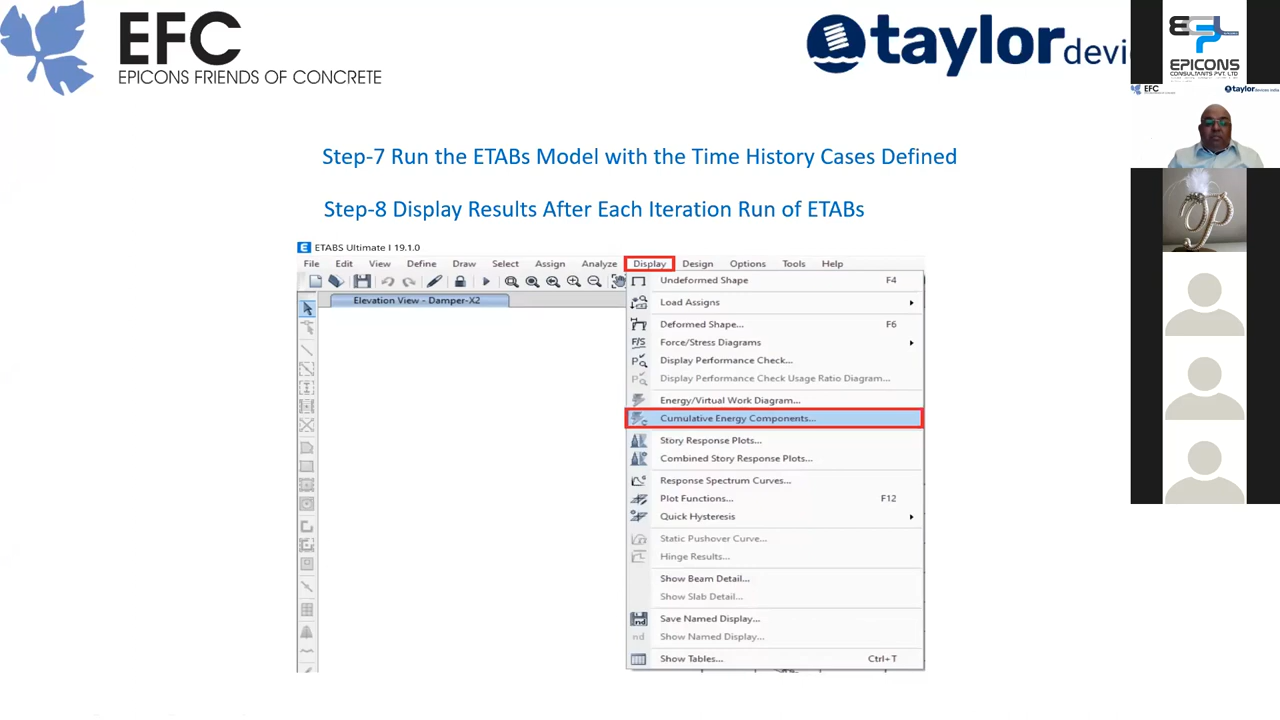 EFC
EPICONS FRIENDS OF CONCRETE
taylor devi
EPICONS
CONSULTANTS PVT. LTD
EFC
taylor devices india
Step-7 Run the ETABs Model with the Time History Cases Defined
Step-8 Display Results After Each Iteration Run of ETABs
ETABS Ultimate I 19.1.0
File Edit View Define Draw Select Assign Analyze Display Design Options Tools Help
Elevation View - Damper-X2
Undeformed Shape F4
Load Assigns
Deformed Shape... F6
F/S Force/Stress Diagrams
Display Performance Check...
Display Performance Check Usage Ratio Diagram...
Energy/Virtual Work Diagram...
Cumulative Energy Components...
Story Response Plots...
Combined Story Response Plots...
Response Spectrum Curves...
Plot Functions... F12
Quick Hysteresis
Static Pushover Curve...
Hinge Results...
Show Beam Detail...
Show Slab Detail...
nd Save Named Display...
nd Show Named Display...
Show Tables... Ctrl+T